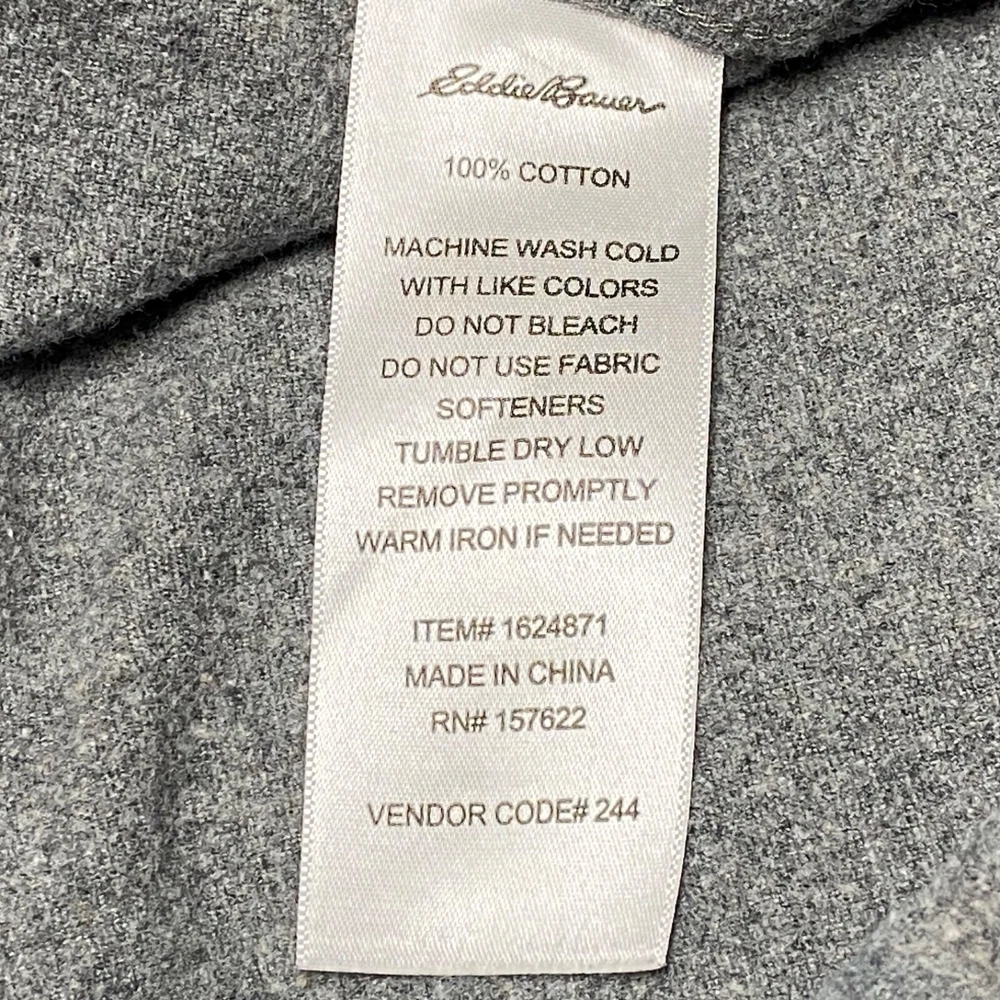 Eddie Bauer
100% COTTON
MACHINE WASH COLD
WITH LIKE COLORS
DO NOT BLEACH
DO NOT USE FABRIC
SOFTENERS
TUMBLE DRY LOW
REMOVE PROMPTLY
WARM IRON IF NEEDED
ITEM# 1624871
MADE IN CHINA
RN# 157622
VENDOR CODE# 244